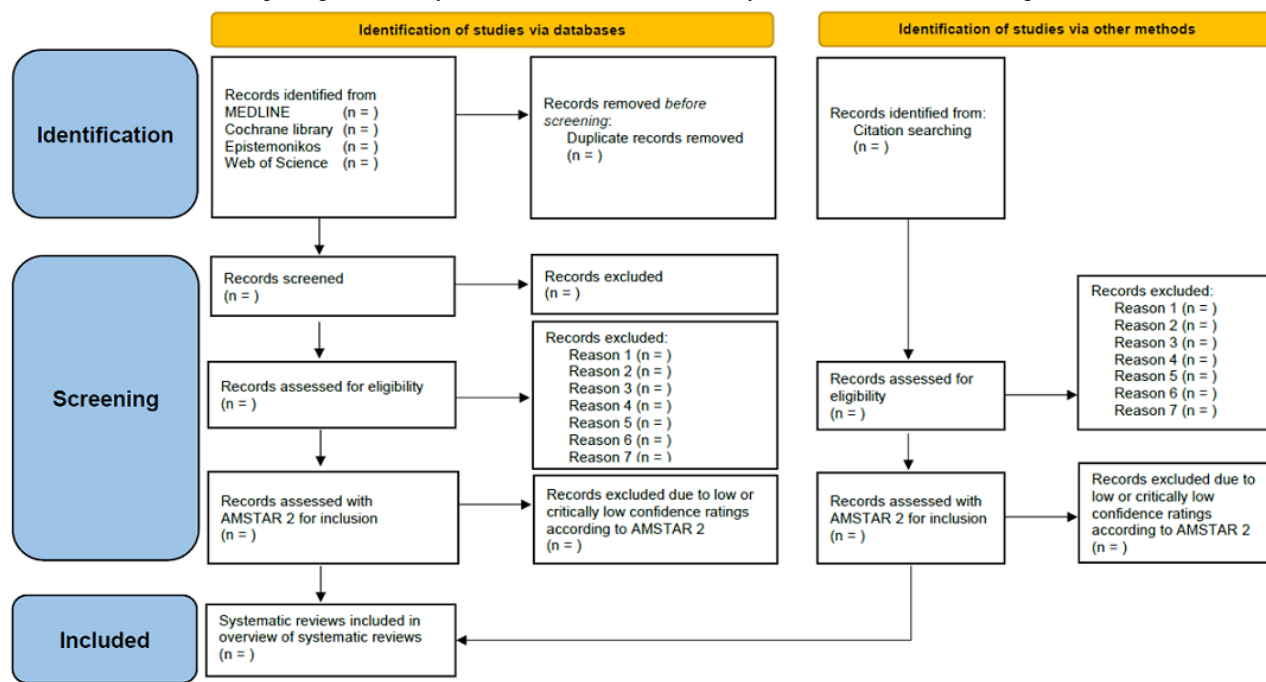 Identification of studies via databases
Identification of studies via other methods
Identification
Records identified from
MEDLINE (n = )
Cochrane library (n = )
Epistemonikos (n = )
Web of Science (n = )
Records removed before
screening:
Duplicate records removed
(n = )
Records identified from:
Citation searching
(n = )
Screening
Records screened
(n = )
Records excluded
(n = )
Records assessed for eligibility
(n = )
Records excluded:
Reason 1 (n = )
Reason 2 (n = )
Reason 3 (n = )
Reason 4 (n = )
Reason 5 (n = )
Reason 6 (n = )
Reason 7 (n = )
Records assessed for
eligibility
(n = )
Records excluded:
Reason 1 (n = )
Reason 2 (n = )
Reason 3 (n = )
Reason 4 (n = )
Reason 5 (n = )
Reason 6 (n = )
Reason 7 (n = )
Records assessed with
AMSTAR 2 for inclusion
(n = )
Records excluded due to low or
critically low confidence ratings
according to AMSTAR 2
(n = )
Records assessed with
AMSTAR 2 for inclusion
(n = )
Records excluded due to
low or critically low
confidence ratings
according to AMSTAR 2
(n = )
Included
Systematic reviews included in
overview of systematic reviews
(n = )